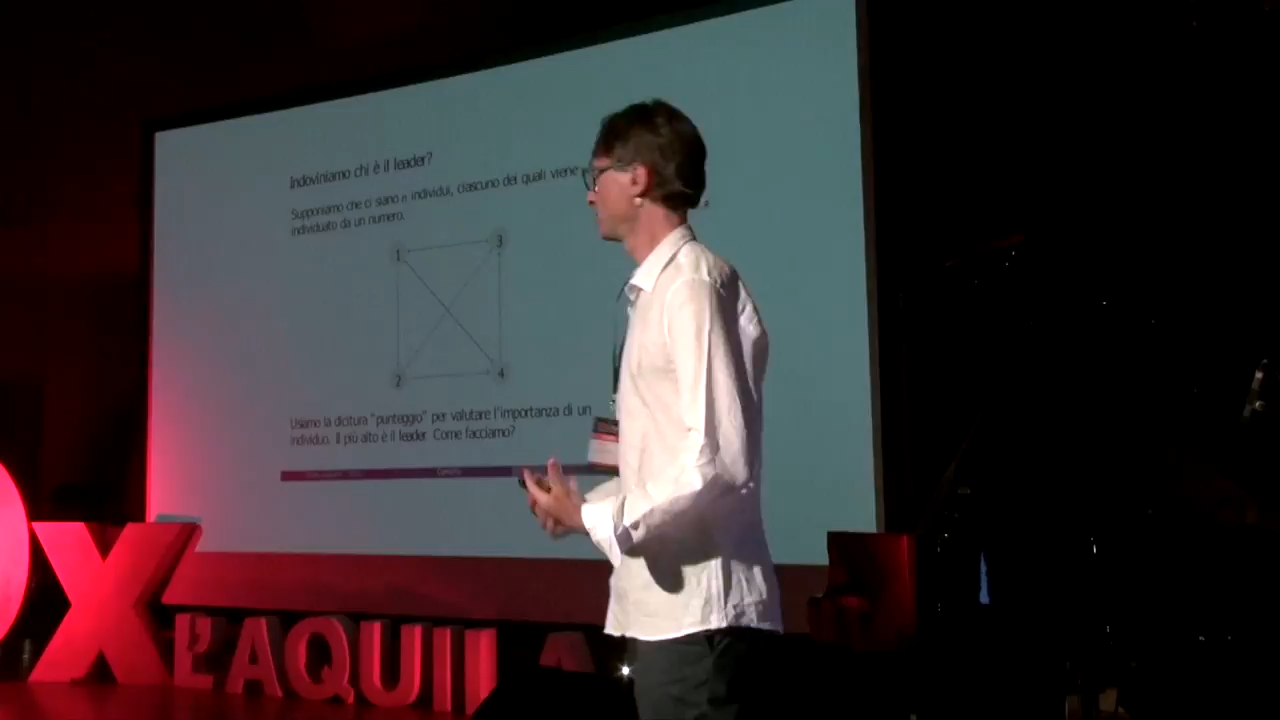 Indoviniamo chi è il leader?
Supponiamo che ci siano n individui, ciascuno dei quali viene
individuato da un numero.
1 3
2 4
Usiamo la dicitura "punteggio" per valutare l'importanza di un
individuo. Il più alto è il leader. Come facciamo?
X
L'AQUILA